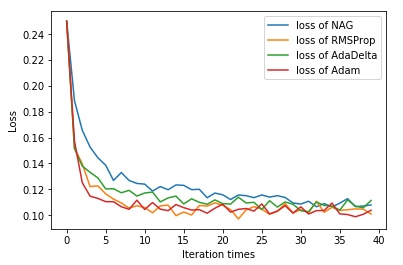 0.24
0.22
0.20
0.18
0.16
0.14
0.12
0.10
Loss
loss of NAG
loss of RMSProp
loss of AdaDelta
loss of Adam
0 5 10 15 20 25 30 35 40
Iteration times